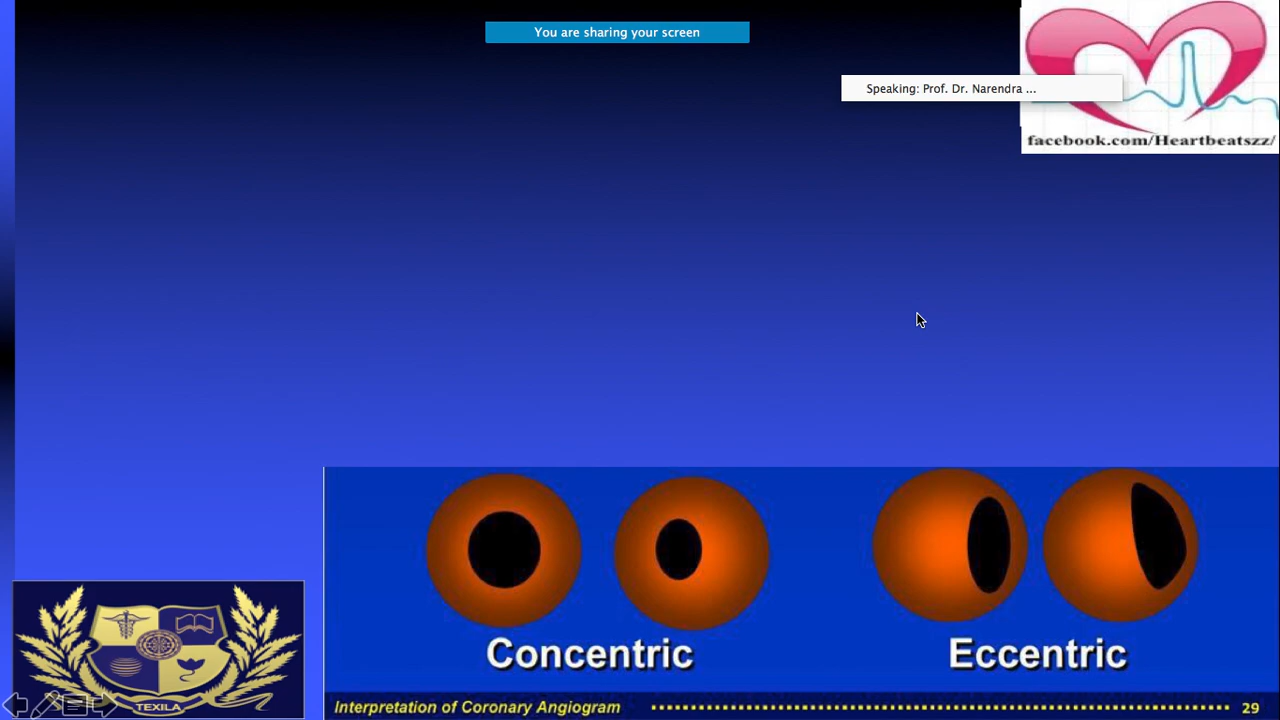 You are sharing your screen
Speaking: Prof. Dr. Narendra ...
facebook.com/Heartbeatszz/
Concentric
Eccentric
TEXILA
Interpretation of Coronary Angiogram
29